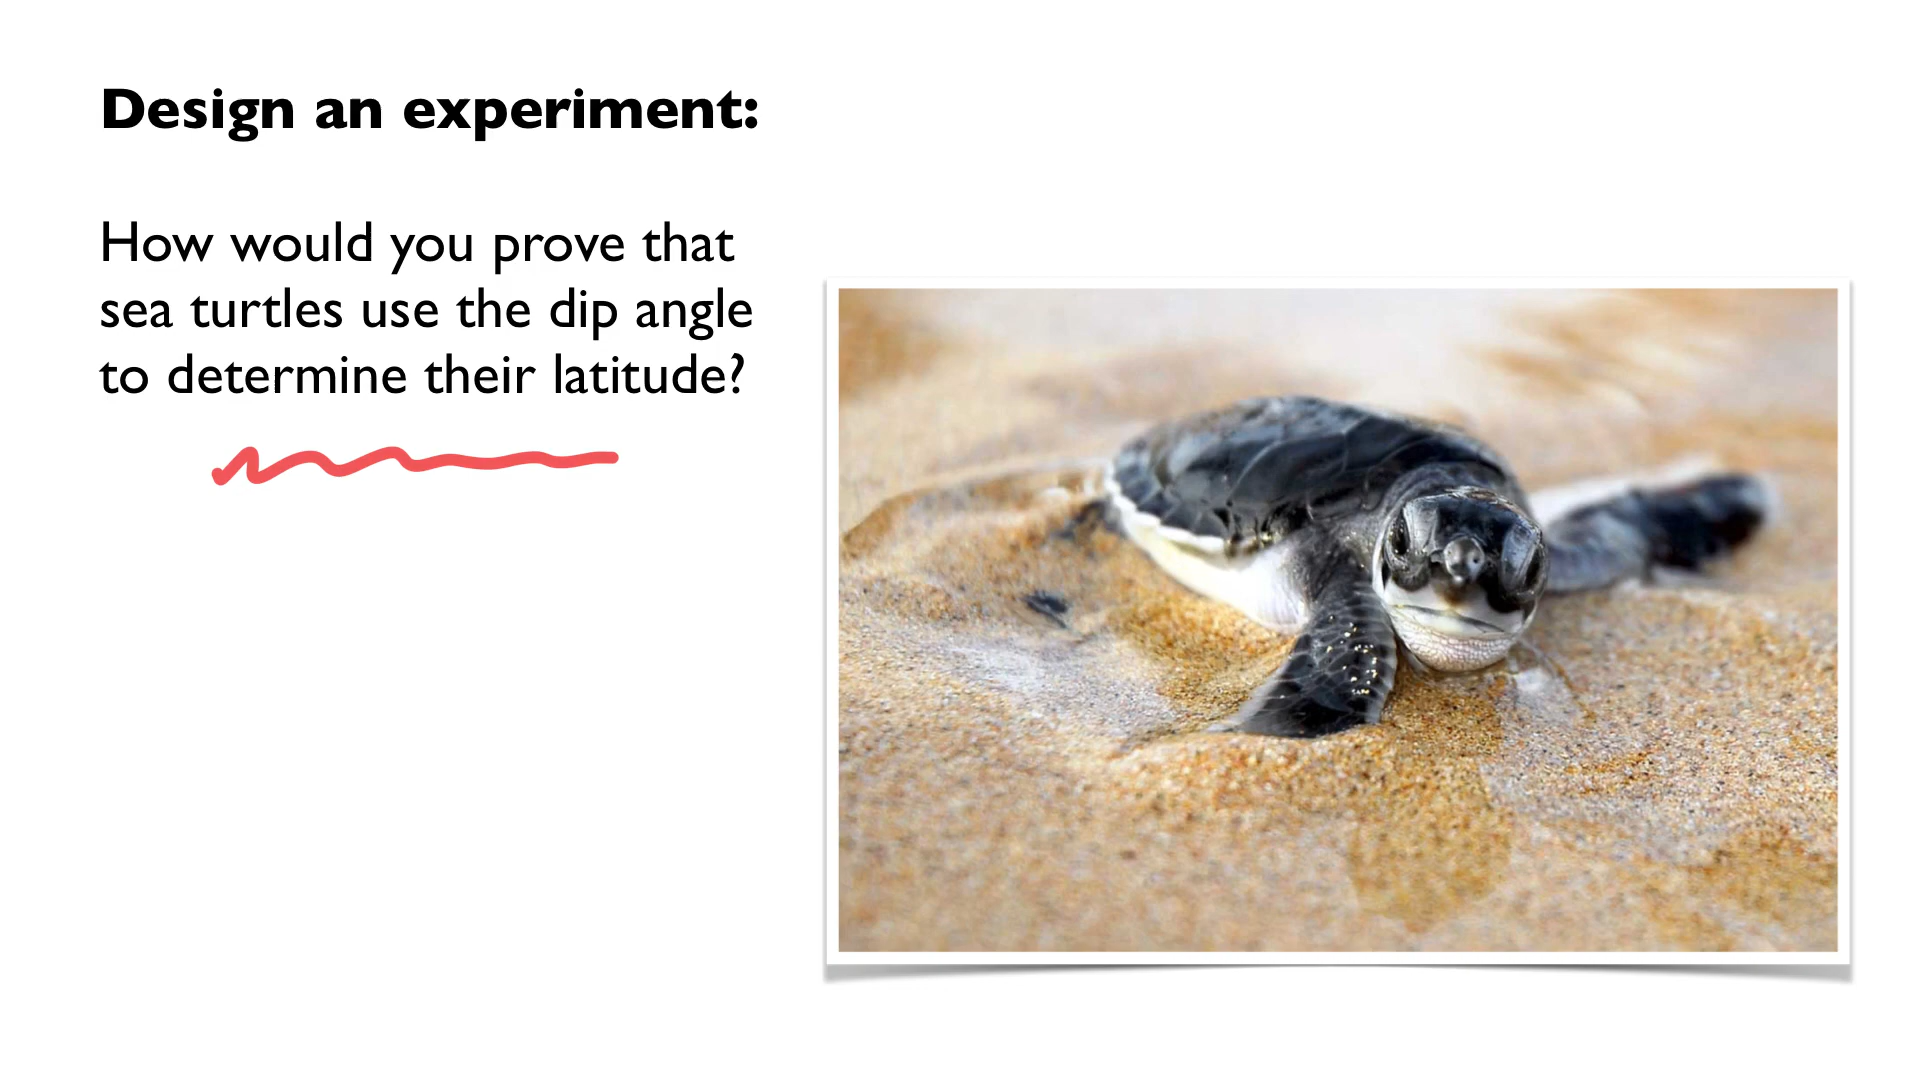 Design an experiment:
How would you prove that
sea turtles use the dip angle
to determine their latitude?